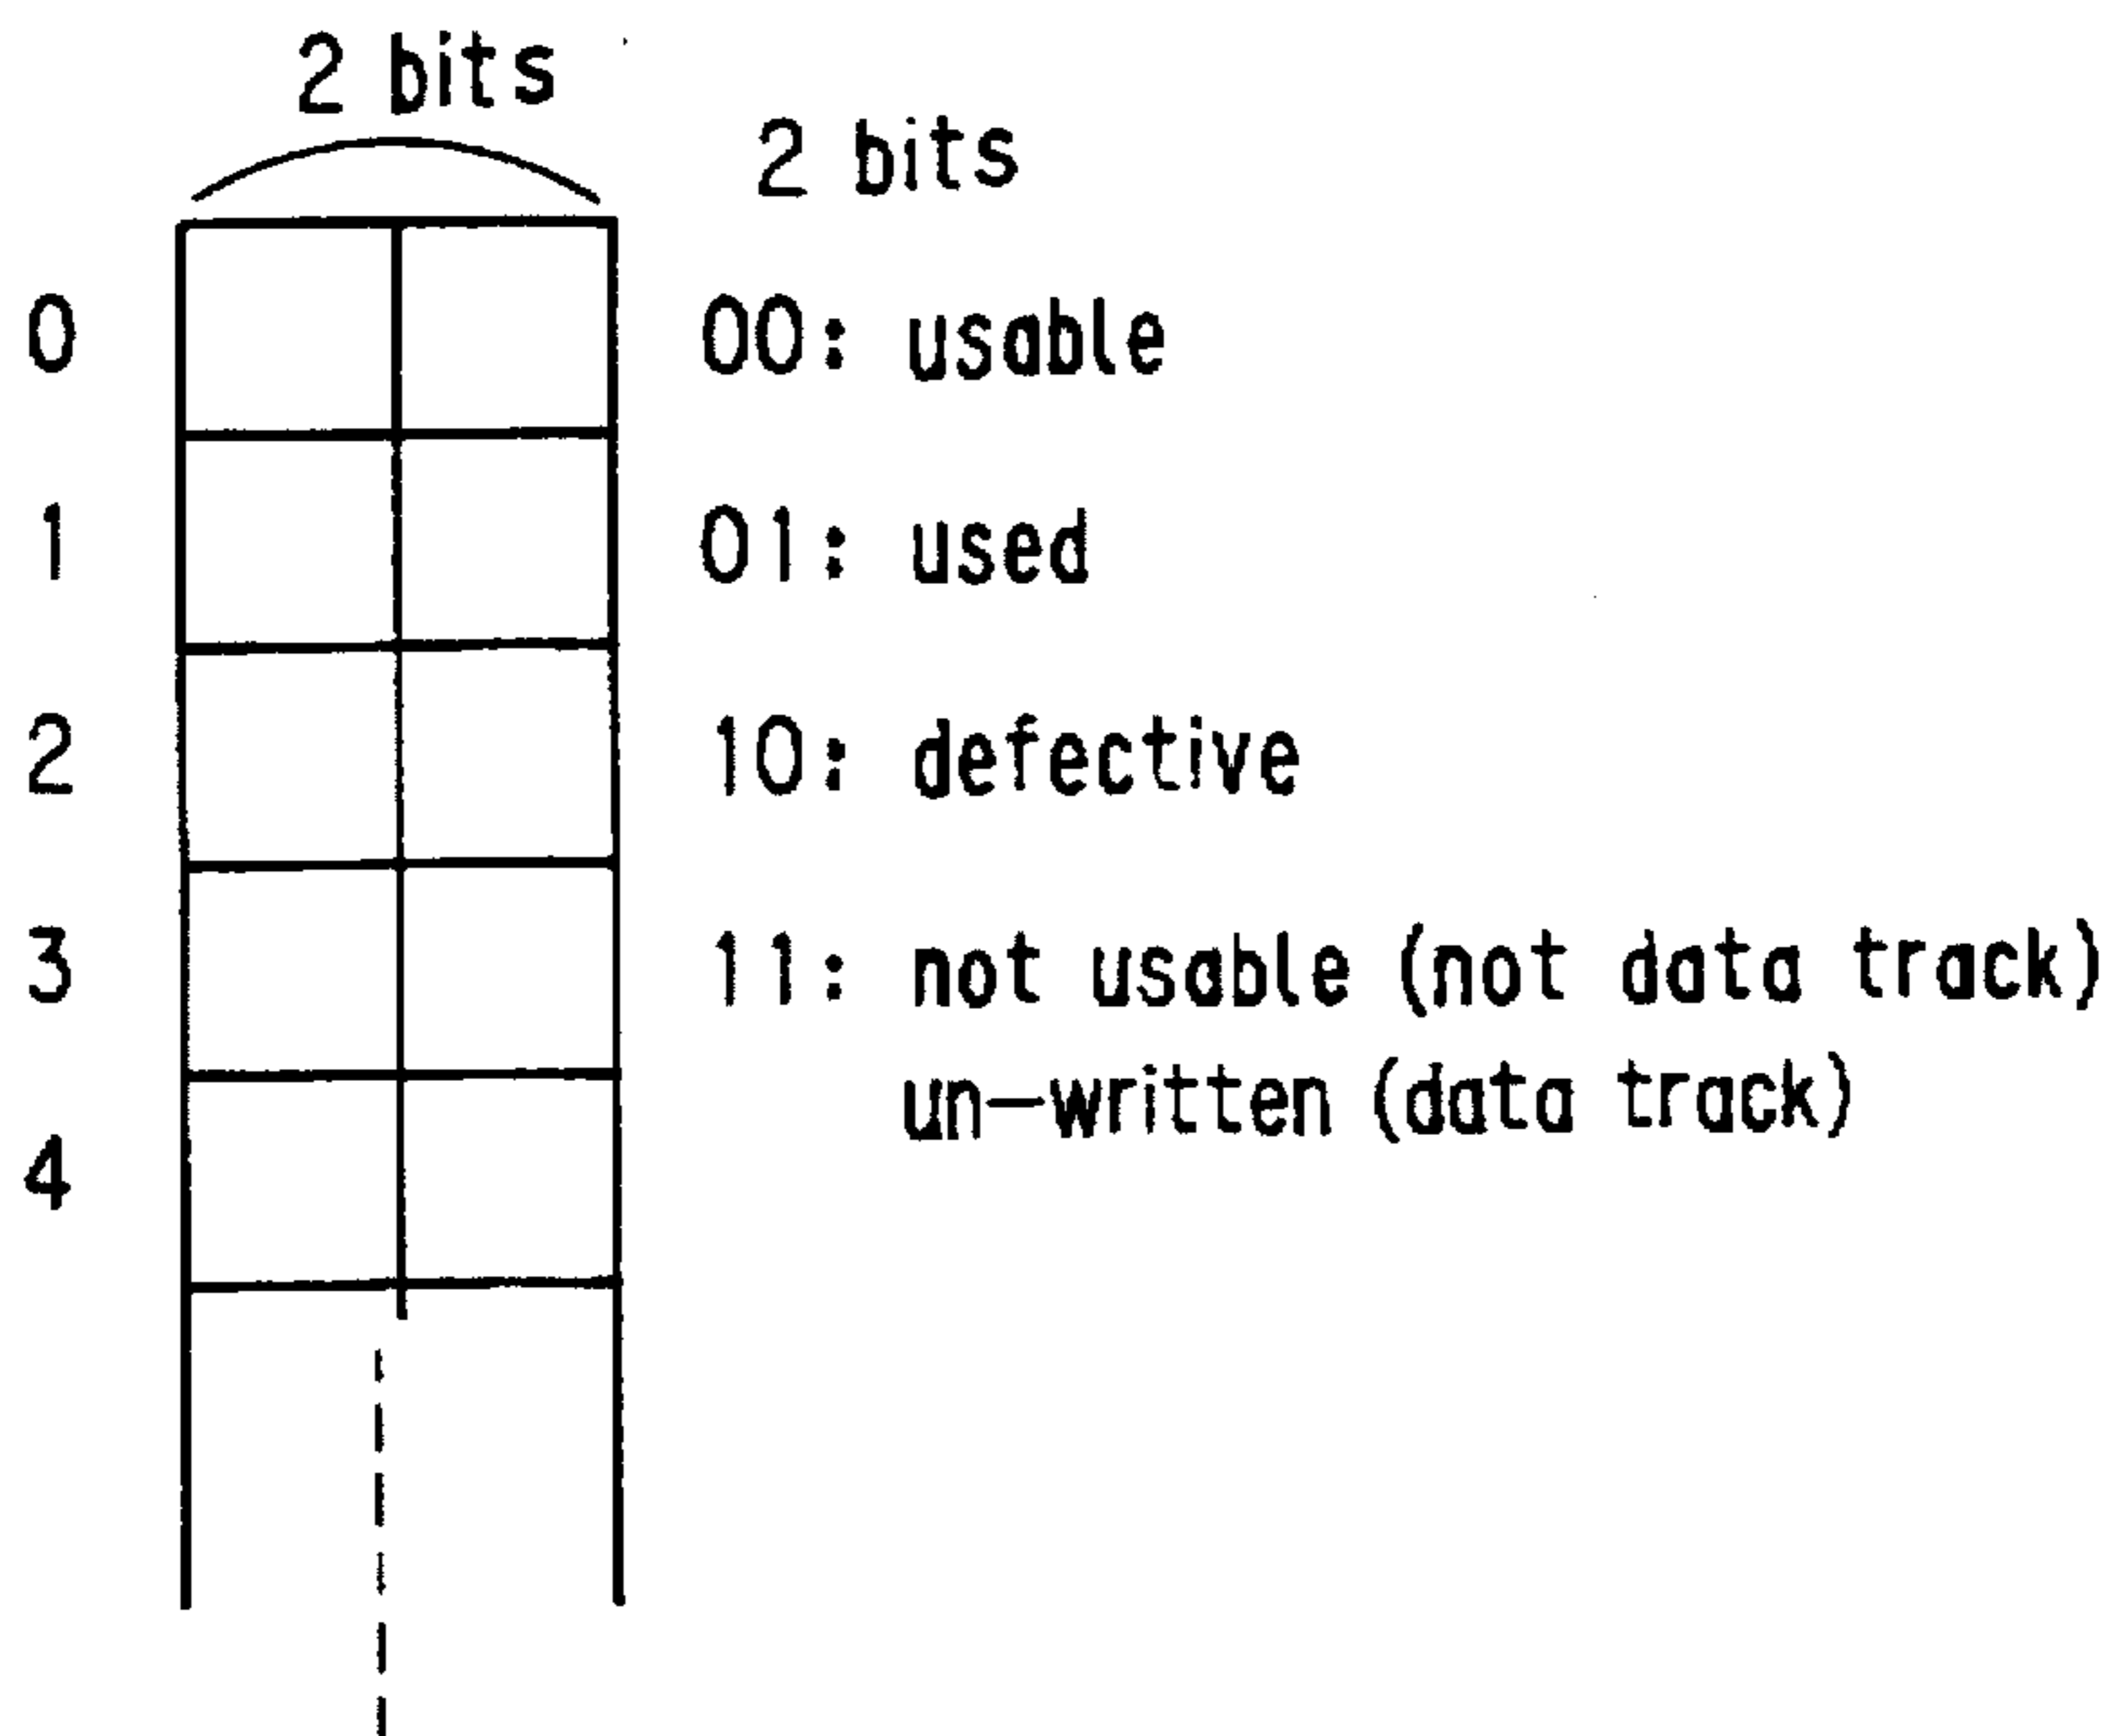 2 bits
2 bits
0
00: usable
1
01: used
2
10: defective
3
11: not usable (not data track)
un-written (data track)
4